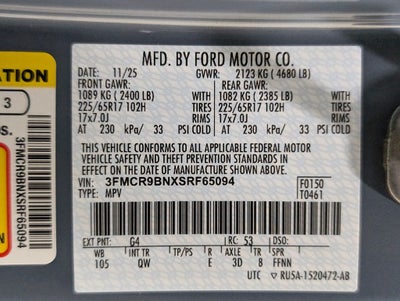 MFD. BY FORD MOTOR CO.
DATE: 11/25 GVWR: 2123 KG ( 4680 LB)
FRONT GAWR: REAR GAWR:
1089 KG ( 2400 LB) WITH 1082 KG ( 2385 LB) WITH
225/65R17 102H TIRES 225/65R17 102H TIRES
17x7.0J RIMS 17x7.0J RIMS
AT 230 kPa/ 33 PSI COLD AT 230 kPa/ 33 PSI COLD
THIS VEHICLE CONFORMS TO ALL APPLICABLE FEDERAL MOTOR
VEHICLE SAFETY AND THEFT PREVENTION STANDARDS IN
EFFECT ON THE DATE OF MANUFACTURE SHOWN ABOVE.
VIN: 3FMCR9BNXSRF65094 F0150
TYPE: MPV T0461
EXT PNT: G4 RC: 53 DSO:
WB INT TR TP/PS R AXLE TR SPR
105 QW E 3D 8 FFNN
UTC RU5A-1520472-AB
ATION
3
3FMCR9BNXSRF65094